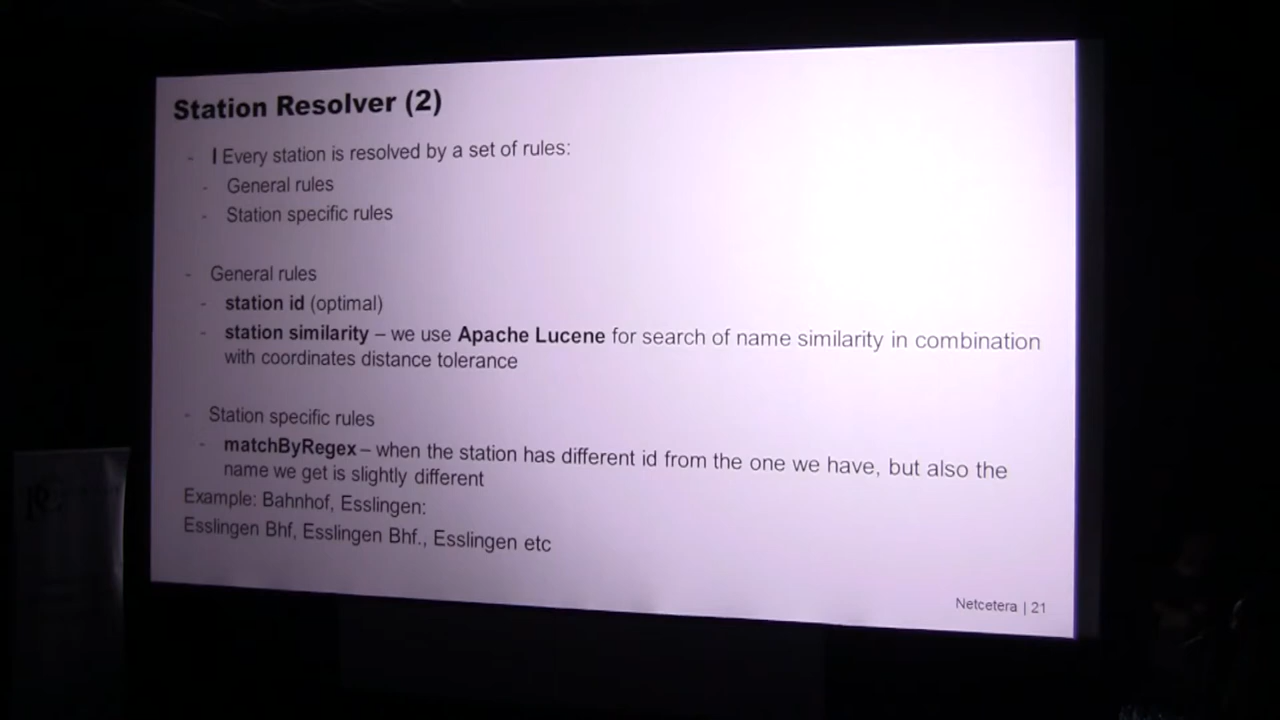 Station Resolver (2)
- I Every station is resolved by a set of rules:
- General rules
- Station specific rules
- General rules
- station id (optimal)
- station similarity – we use Apache Lucene for search of name similarity in combination
with coordinates distance tolerance
- Station specific rules
- matchByRegex – when the station has different id from the one we have, but also the
name we get is slightly different
Example: Bahnhof, Esslingen:
Esslingen Bhf, Esslingen Bhf., Esslingen etc
Netcetera | 21